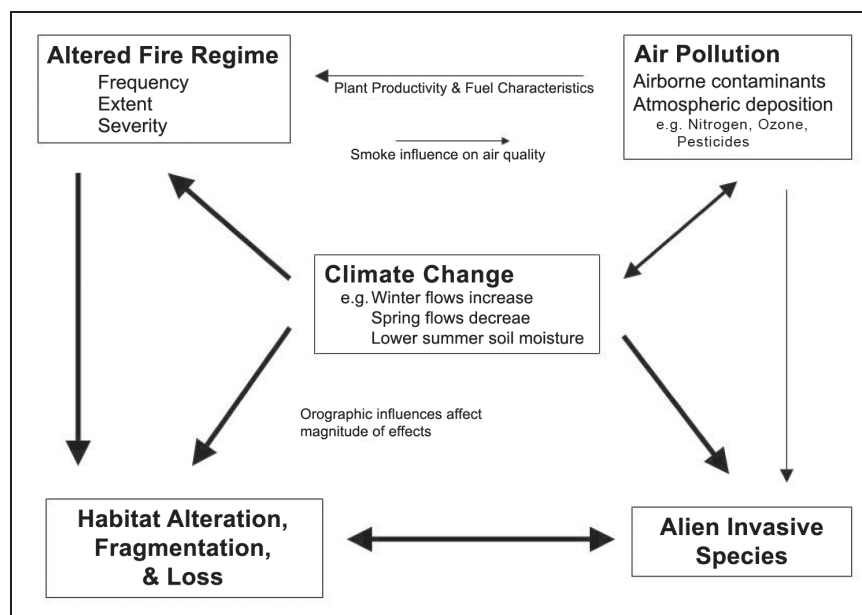 Altered Fire Regime
Frequency
Extent
Severity
Air Pollution
Airborne contaminants
Atmospheric deposition
e.g. Nitrogen, Ozone,
Pesticides
Plant Productivity & Fuel Characteristics
Smoke influence on air quality
Climate Change
e.g. Winter flows increase
Spring flows decreae
Lower summer soil moisture
Orographic influences affect
magnitude of effects
Habitat Alteration,
Fragmentation,
& Loss
Alien Invasive
Species